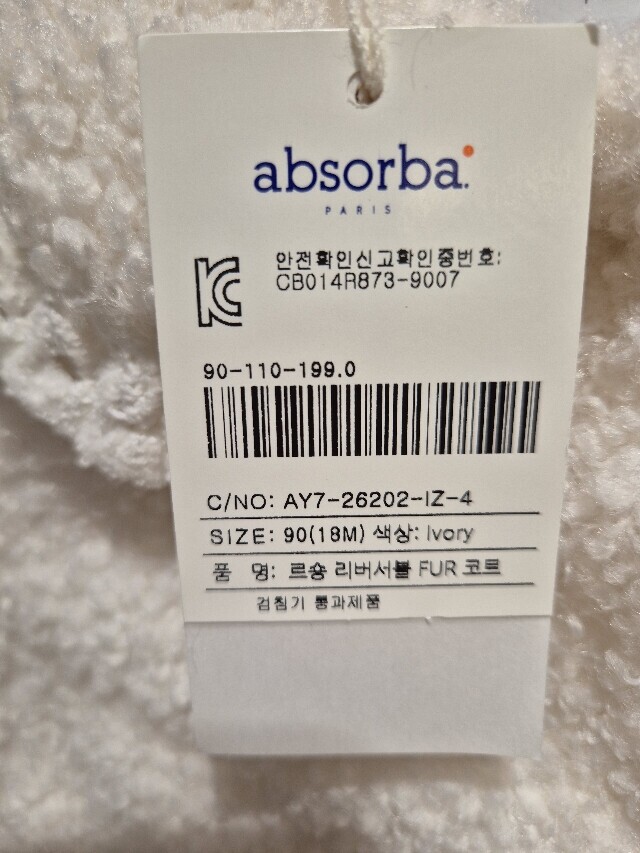 absorba.
PARIS
안전확인신고확인증번호:
CB014R873-9007
90-110-199.0
C/NO: AY7-26202-IZ-4
SIZE: 90(18M) 색상: Ivory
품 명: 르숑 리버서블 FUR 코트
검침기 통과제품